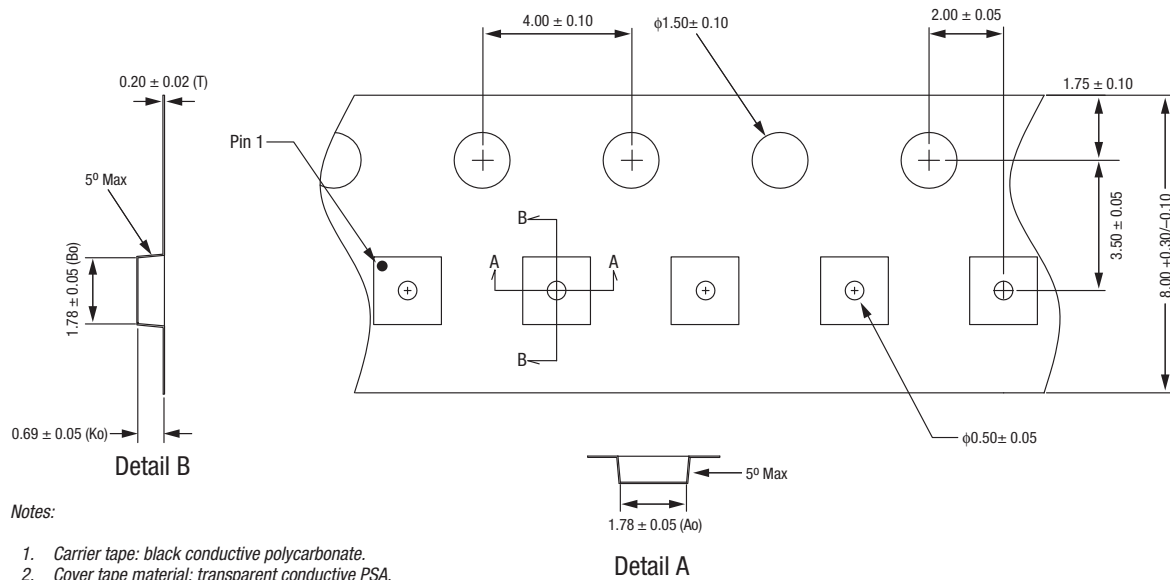 4.00 ± 0.10
ϕ1.50± 0.10
2.00 ± 0.05
0.20 ± 0.02 (T)
1.75 ± 0.10
Pin 1
5º Max
B
3.50 ± 0.05
8.00 +0.30/–0.10
A
A
1.78 ± 0.05 (Bo)
B
0.69 ± 0.05 (Ko)
ϕ0.50± 0.05
Detail B
5º Max
1.78 ± 0.05 (Ao)
Detail A
Notes:
1. Carrier tape: black conductive polycarbonate.
2. Cover tape material: transparent conductive PSA.